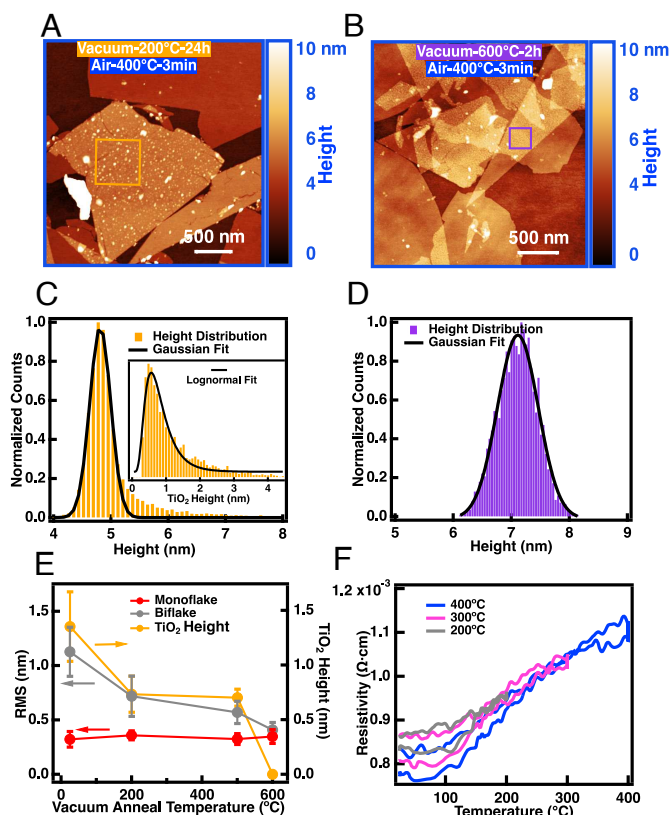 A
Vacuum-200°C-24h
Air-400°C-3min
10 nm
8
6
4
0
Height
500 nm
B
Vacuum-600°C-2h
Air-400°C-3min
10 nm
8
6
4
0
Height
500 nm
C
Normalized Counts
1.0
0.8
0.6
0.4
0.2
0.0
Height Distribution
Gaussian Fit
Lognormal Fit
0 1 2 3 4
TiO2 Height (nm)
4 5 6 7 8
Height (nm)
D
Normalized Counts
1.0
0.8
0.6
0.4
0.2
0.0
Height Distribution
Gaussian Fit
5 6 7 8 9
Height (nm)
E
RMS (nm)
1.5
1.0
0.5
0.0
Monoflake
Biflake
TiO2 Height
1.5
1.0
0.5
0.0
TiO2 Height (nm)
0 200 400 600
Vacuum Anneal Temperature (ºC)
F
1.2 x10-3
1.1
1.0
0.9
0.8
Resistivity (Ω·cm)
400°C
300°C
200°C
100 200 300 400
Temperature (°C)